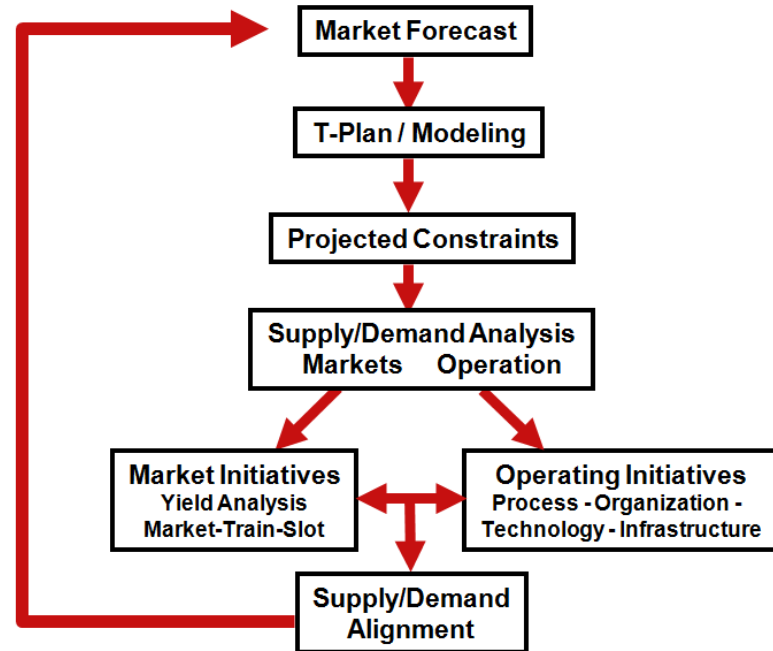 Market Forecast
T-Plan / Modeling
Projected Constraints
Supply/Demand Analysis
Markets Operation
Market Initiatives
Yield Analysis
Market-Train-Slot
Operating Initiatives
Process - Organization -
Technology - Infrastructure
Supply/Demand
Alignment